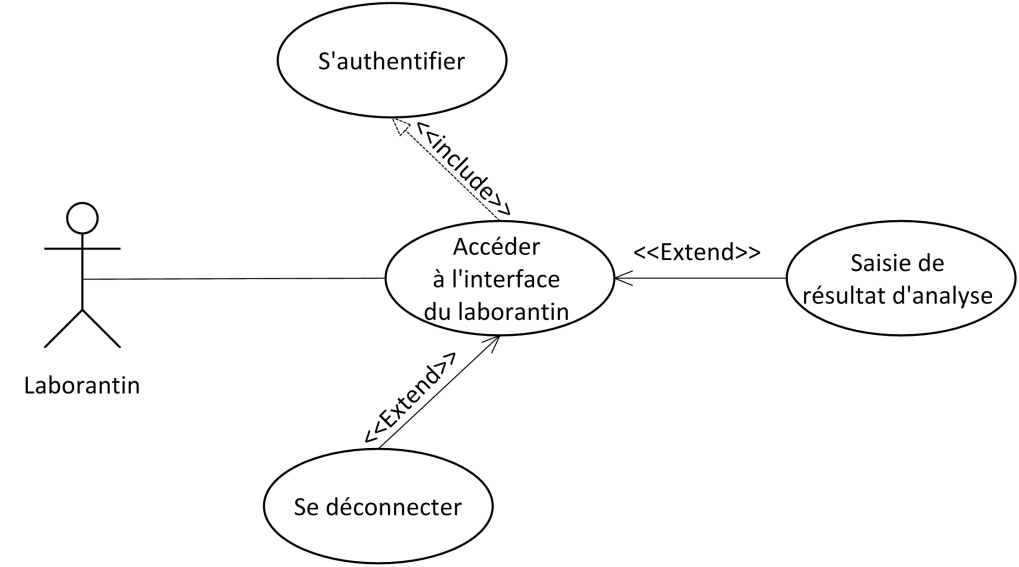 S'authentifier
<<include>>
Accéder
à l'interface
du laborantin
<<Extend>>
Saisie de
résultat d'analyse
Laborantin
<<Extend>>
Se déconnecter